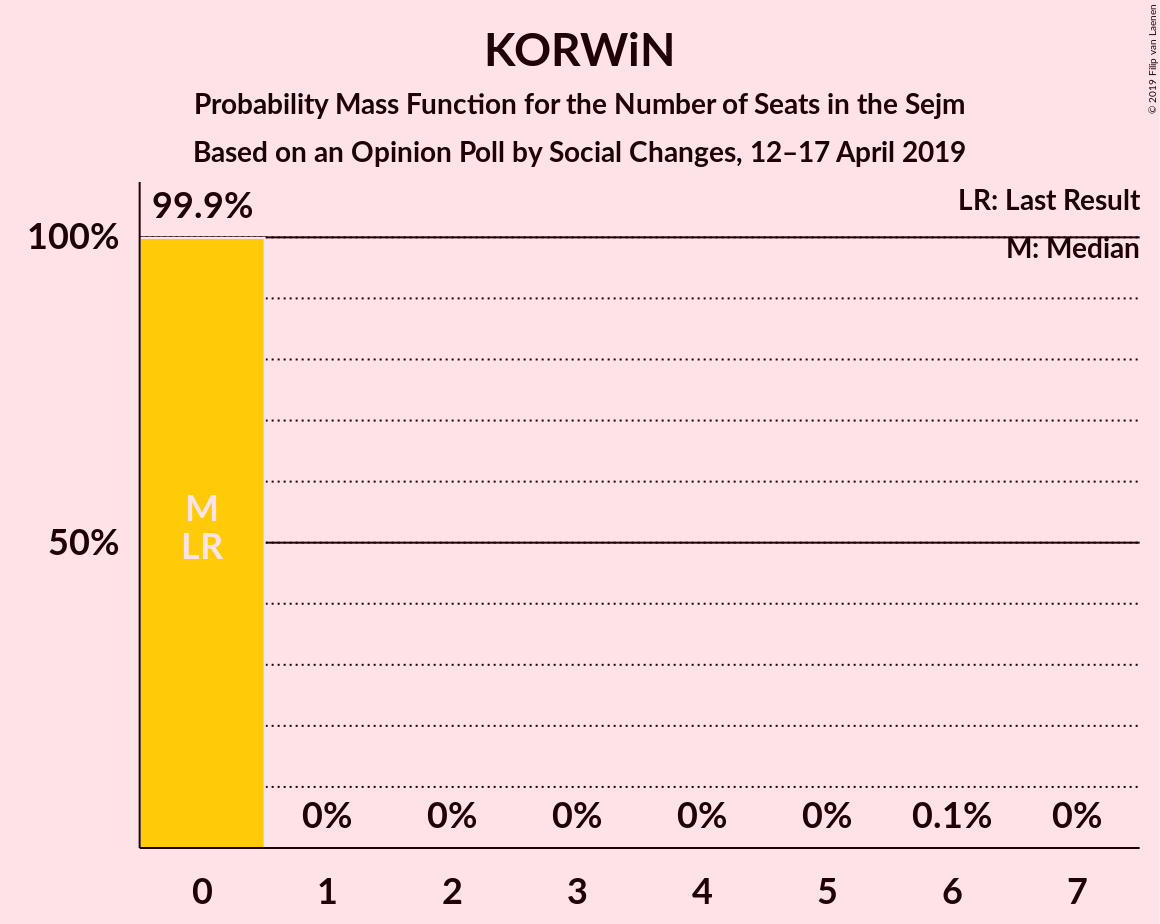 KORWiN
Probability Mass Function for the Number of Seats in the Sejm
Based on an Opinion Poll by Social Changes, 12–17 April 2019
© 2019 Filip van Laenen
LR: Last Result
M: Median
99.9%
100%
50%
M
LR
0% 0% 0% 0% 0% 0.1% 0%
0 1 2 3 4 5 6 7